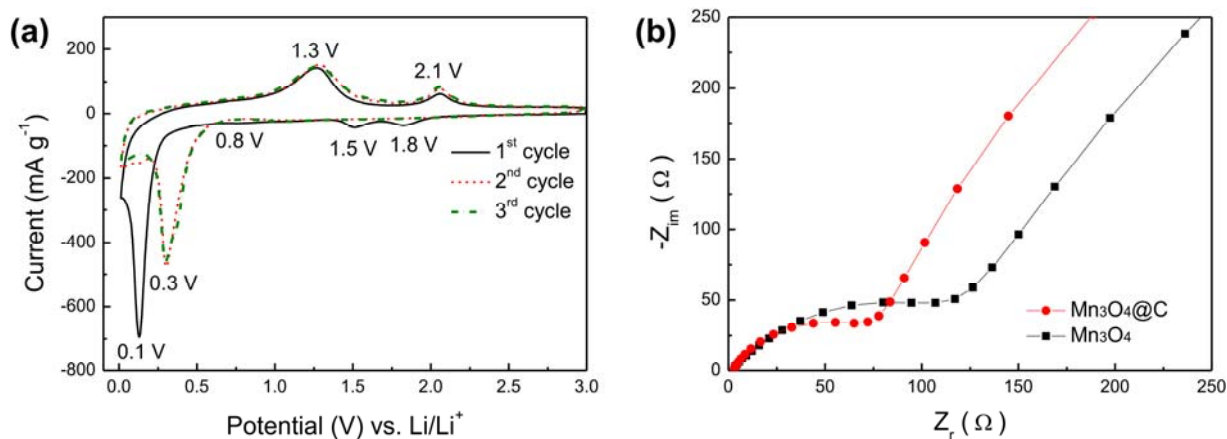 (a)
200
0
-200
-400
-600
-800
Current (mA g⁻¹)
1.3 V
2.1 V
0.8 V
1.5 V
1.8 V
0.3 V
0.1 V
1ˢᵗ cycle
2ⁿᵈ cycle
3ʳᵈ cycle
0.0 0.5 1.0 1.5 2.0 2.5 3.0
Potential (V) vs. Li/Li⁺
(b)
250
200
150
100
50
0
-Zᵢₘ (Ω)
Mn₃O₄@C
Mn₃O₄
0 50 100 150 200 250
Zᵣ (Ω)